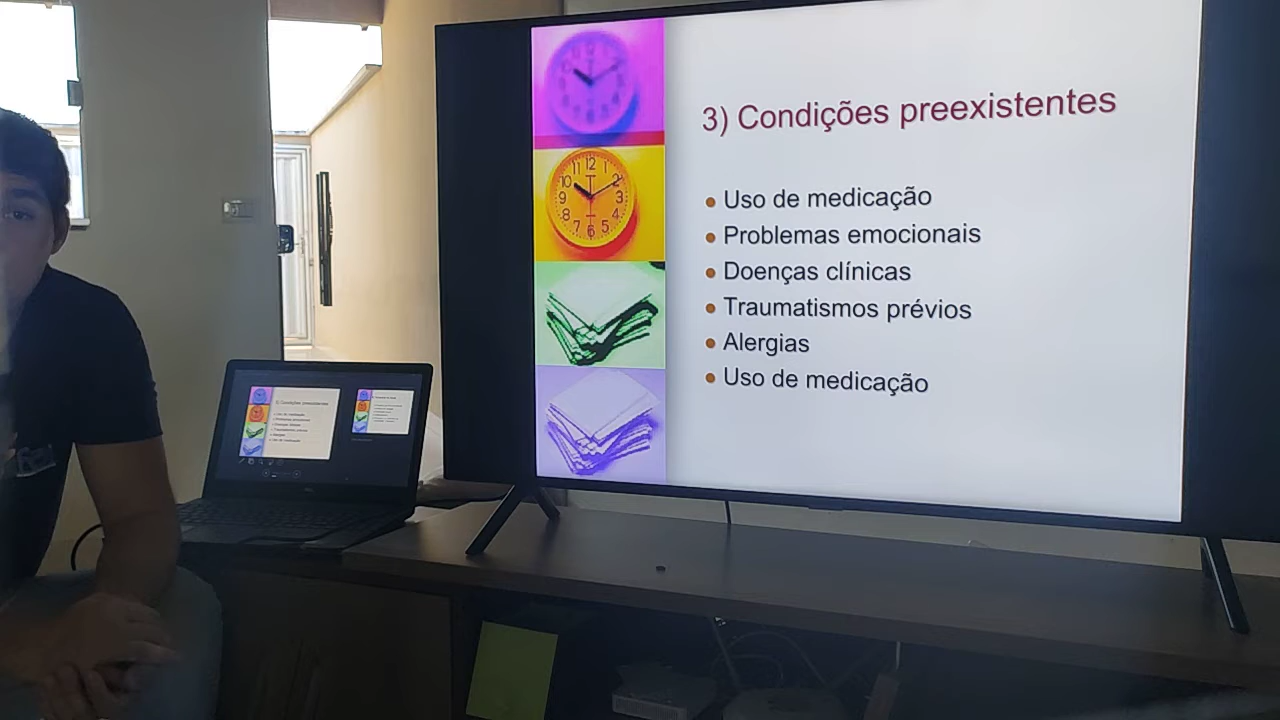 3) Condições preexistentes
Uso de medicação
Problemas emocionais
Doenças clínicas
Traumatismos prévios
Alergias
Uso de medicação